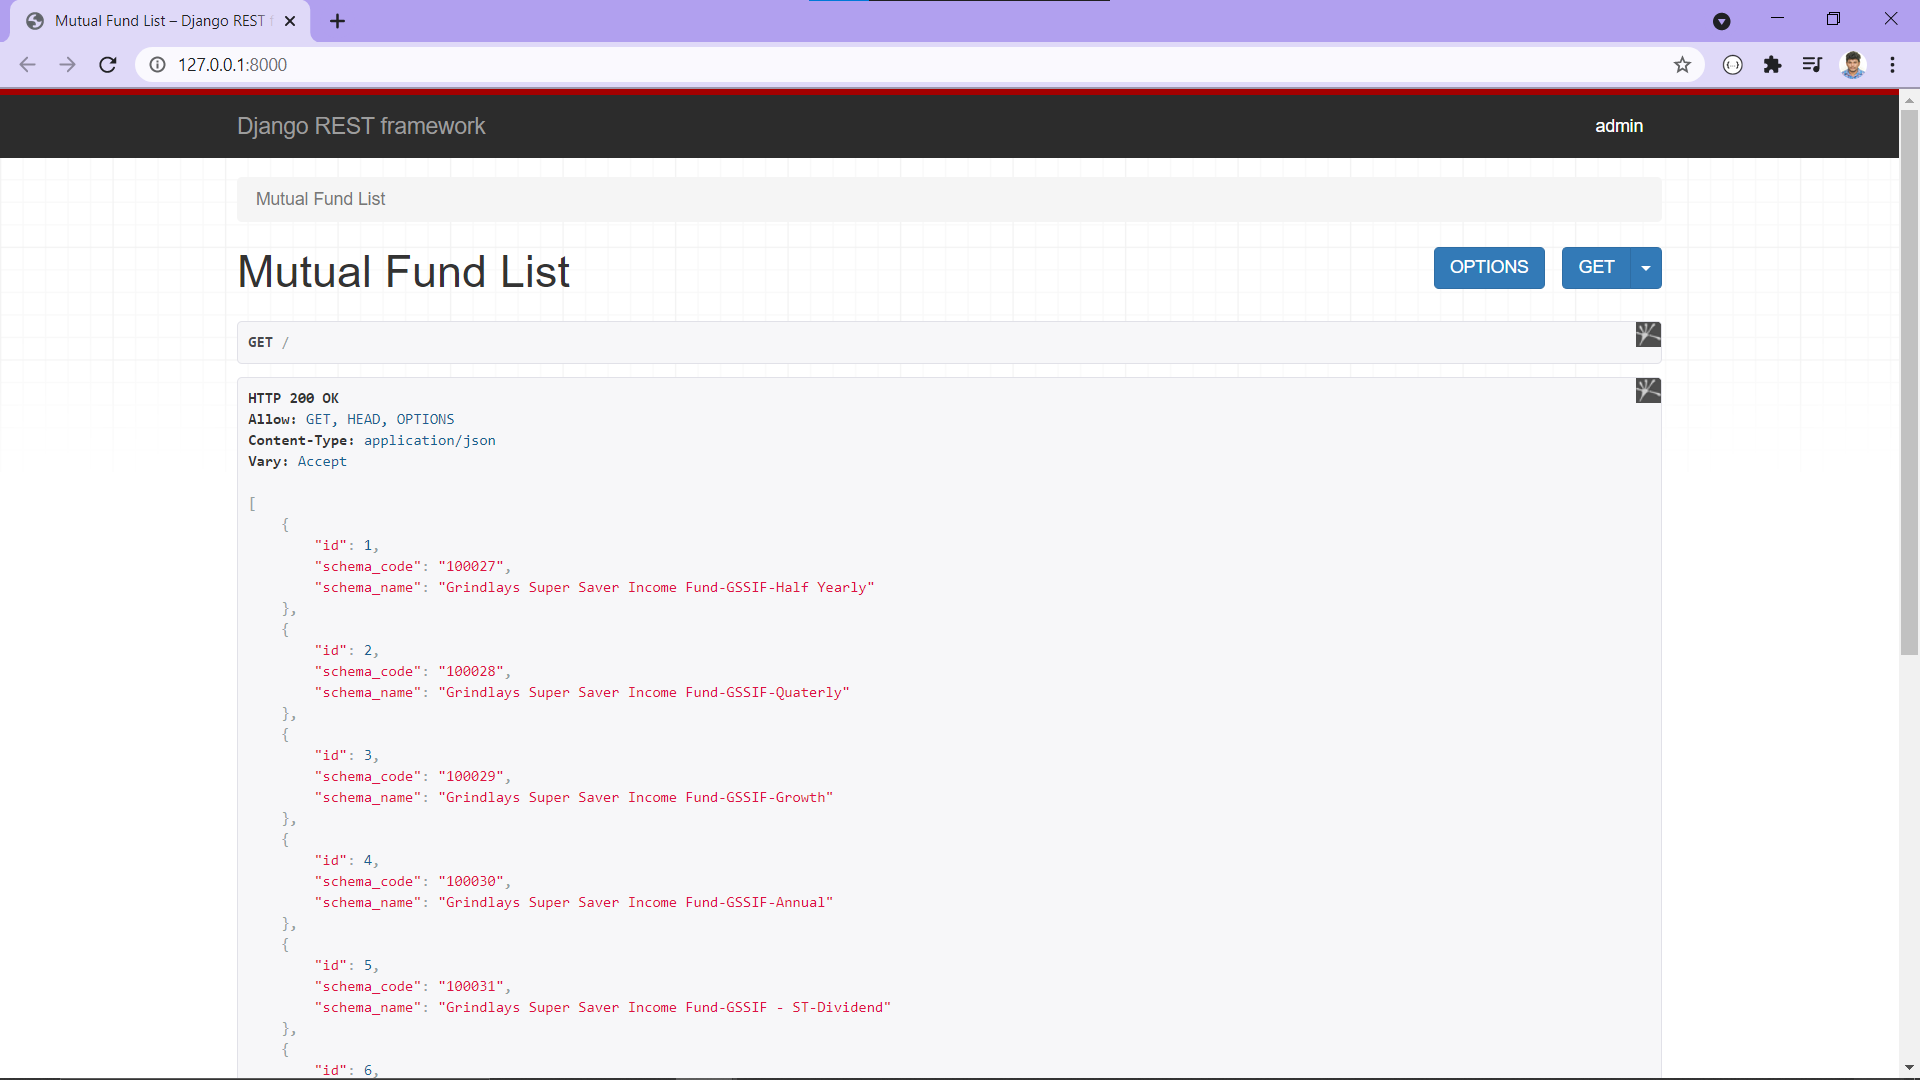 Mutual Fund List – Django REST f
127.0.0.1:8000
Django REST framework
admin
Mutual Fund List
Mutual Fund List
OPTIONS
GET
GET /
HTTP 200 OK
Allow: GET, HEAD, OPTIONS
Content-Type: application/json
Vary: Accept
[
    {
        "id": 1,
        "schema_code": "100027",
        "schema_name": "Grindlays Super Saver Income Fund-GSSIF-Half Yearly"
    },
    {
        "id": 2,
        "schema_code": "100028",
        "schema_name": "Grindlays Super Saver Income Fund-GSSIF-Quaterly"
    },
    {
        "id": 3,
        "schema_code": "100029",
        "schema_name": "Grindlays Super Saver Income Fund-GSSIF-Growth"
    },
    {
        "id": 4,
        "schema_code": "100030",
        "schema_name": "Grindlays Super Saver Income Fund-GSSIF-Annual"
    },
    {
        "id": 5,
        "schema_code": "100031",
        "schema_name": "Grindlays Super Saver Income Fund-GSSIF - ST-Dividend"
    },
    {
        "id": 6,